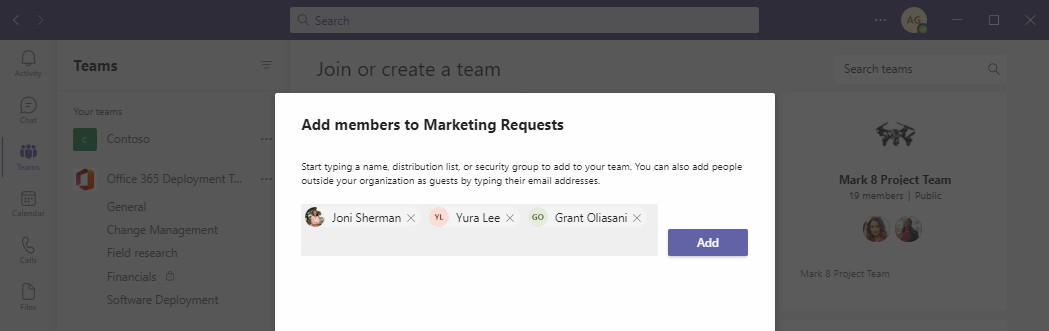 Search
AG
Activity
Chat
Teams
Calendar
Calls
Files
Teams
Your teams
C
Contoso
Office 365 Deployment T...
General
Change Management
Field research
Financials
Software Deployment
Join or create a team
Search teams
Add members to Marketing Requests
Start typing a name, distribution list, or security group to add to your team. You can also add people
outside your organization as guests by typing their email addresses.
Joni Sherman YL Yura Lee GO Grant Oliasani
Add
Mark 8 Project Team
19 members | Public
Mark 8 Project Team